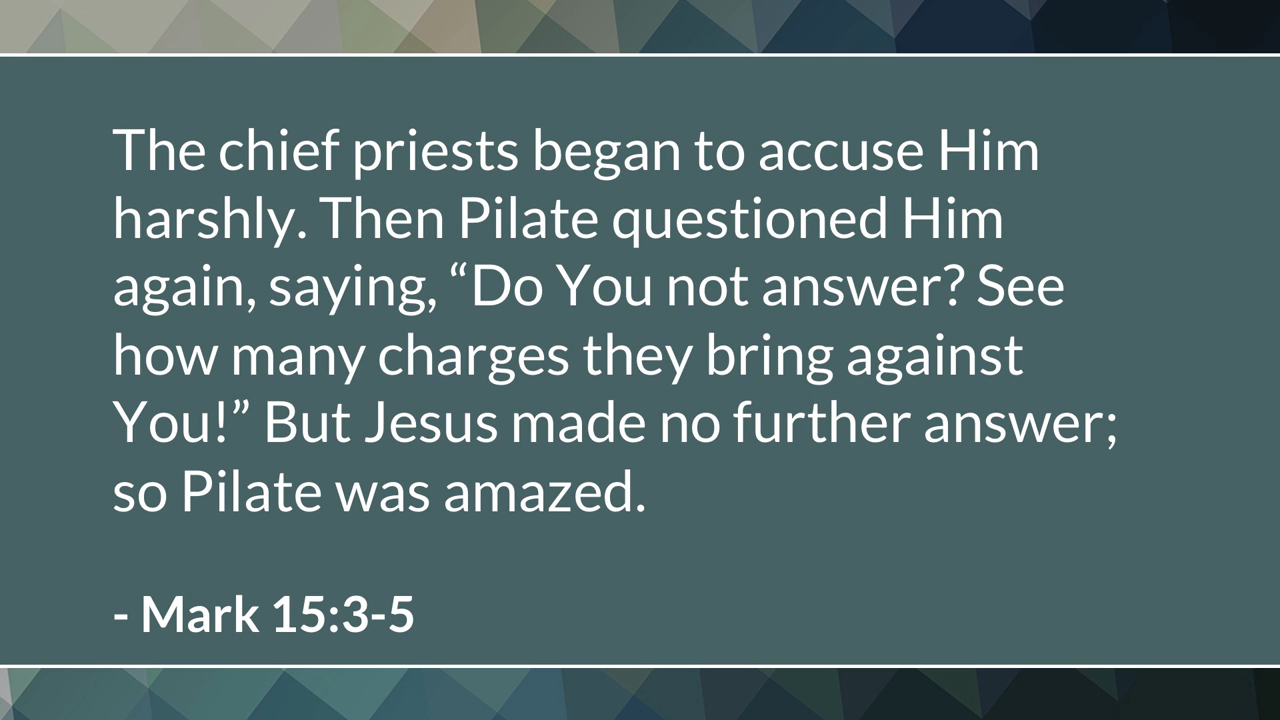 The chief priests began to accuse Him
harshly. Then Pilate questioned Him
again, saying, “Do You not answer? See
how many charges they bring against
You!” But Jesus made no further answer;
so Pilate was amazed.
- Mark 15:3-5